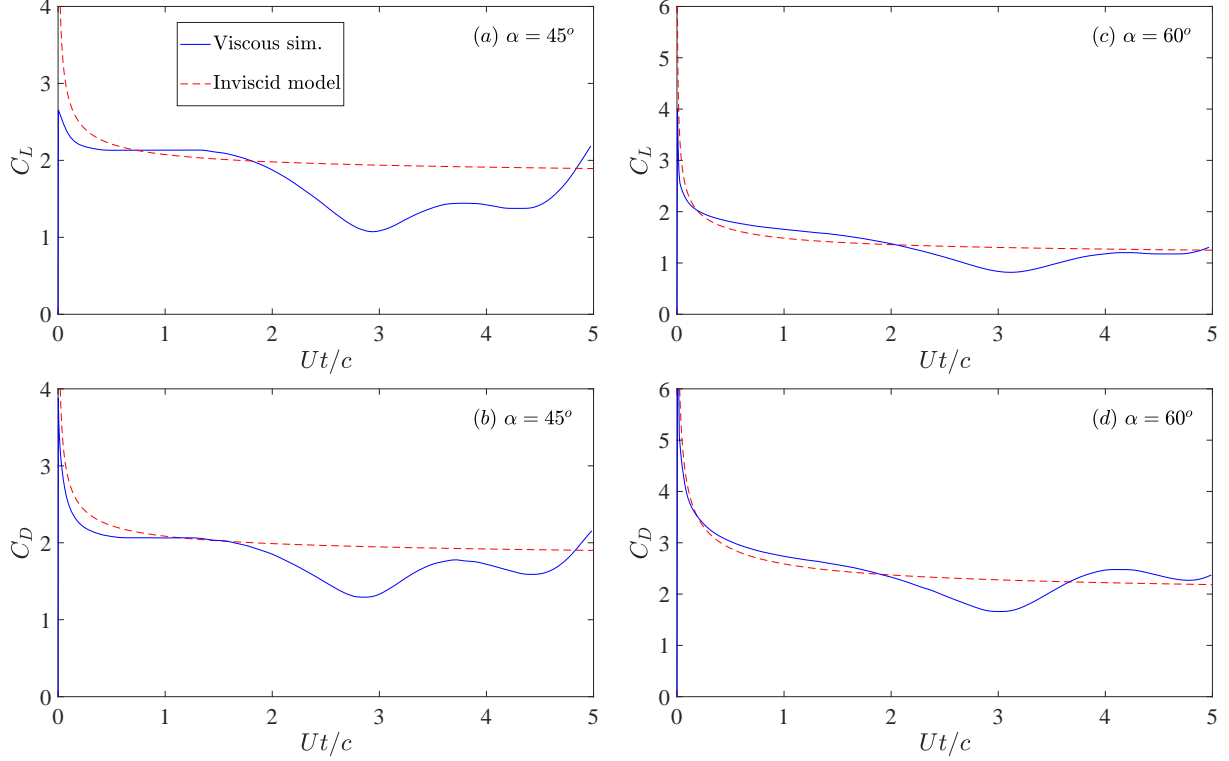 4
3
2
1
0
C_L
0 1 2 3 4 5
Ut/c
(a) α = 45^o
Viscous sim.
Inviscid model
6
5
4
3
2
1
0
C_L
0 1 2 3 4 5
Ut/c
(c) α = 60^o
4
3
2
1
0
C_D
0 1 2 3 4 5
Ut/c
(b) α = 45^o
6
5
4
3
2
1
0
C_D
0 1 2 3 4 5
Ut/c
(d) α = 60^o